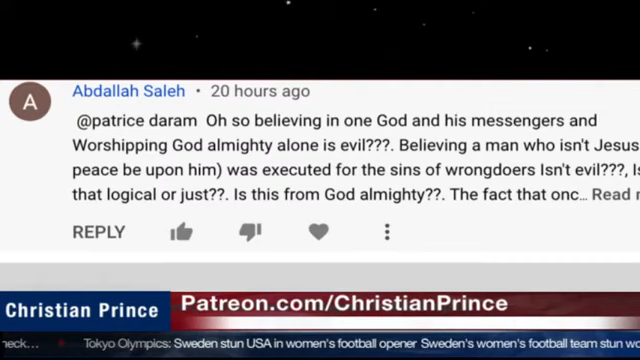 A
Abdallah Saleh • 20 hours ago
@patrice daram Oh so believing in one God and his messengers and
Worshipping God almighty alone is evil???. Believing a man who isn't Jesus
peace be upon him) was executed for the sins of wrongdoers Isn't evil???,
that logical or just??. Is this from God almighty??. The fact that onc... Read
REPLY
Christian Prince
Patreon.com/ChristianPrince
Tokyo Olympics: Sweden stun USA in women's football opener Sweden's women's football team stun